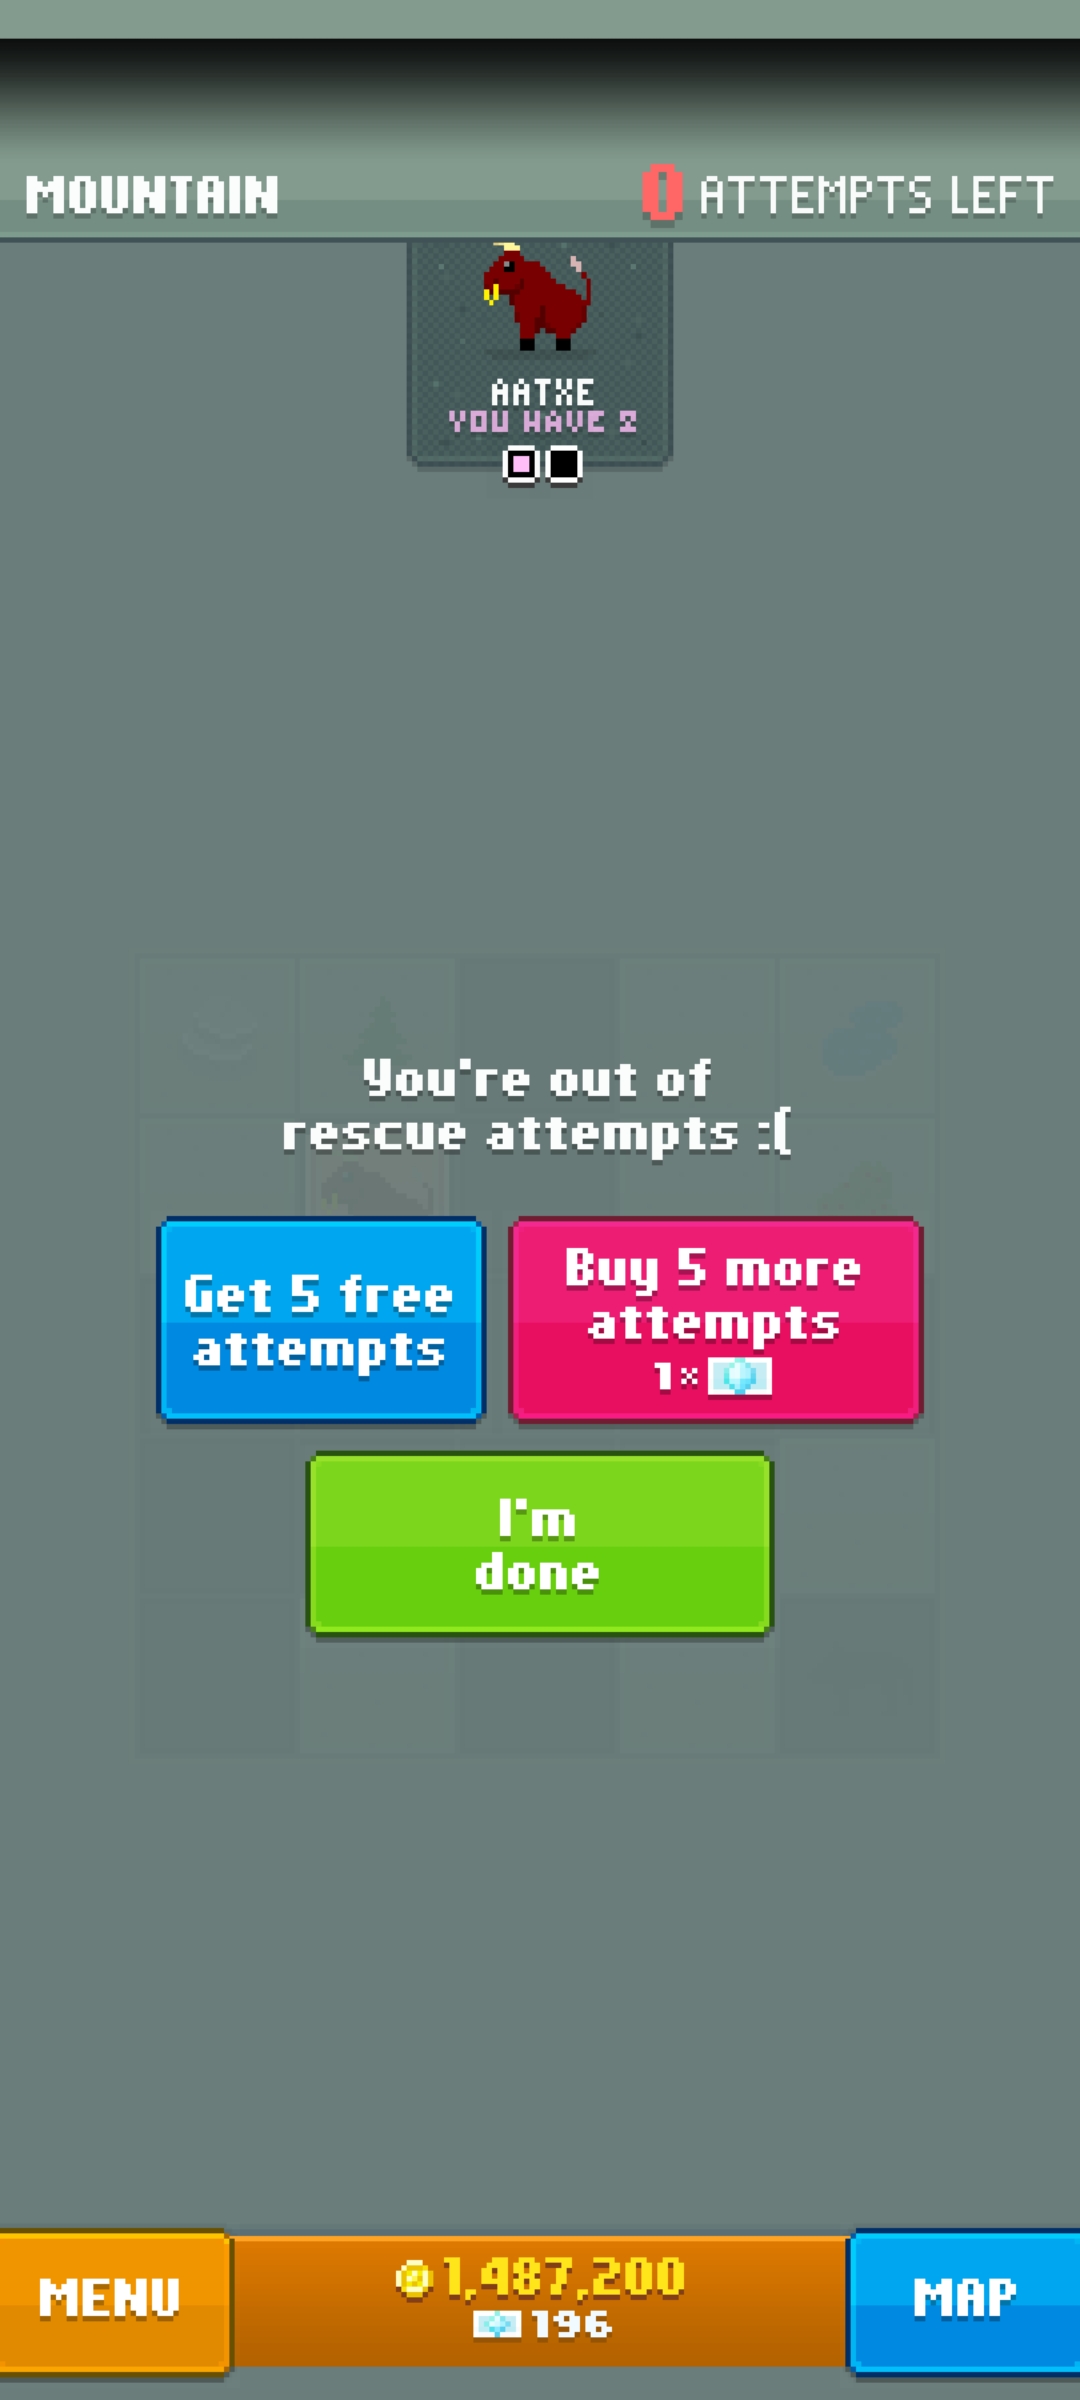 MOUNTAIN
0 ATTEMPTS LEFT
AATXE
YOU HAVE 2
You're out of
rescue attempts :(
Get 5 free
attempts
Buy 5 more
attempts
1×
I'm
done
MENU
1,487,200
196
MAP